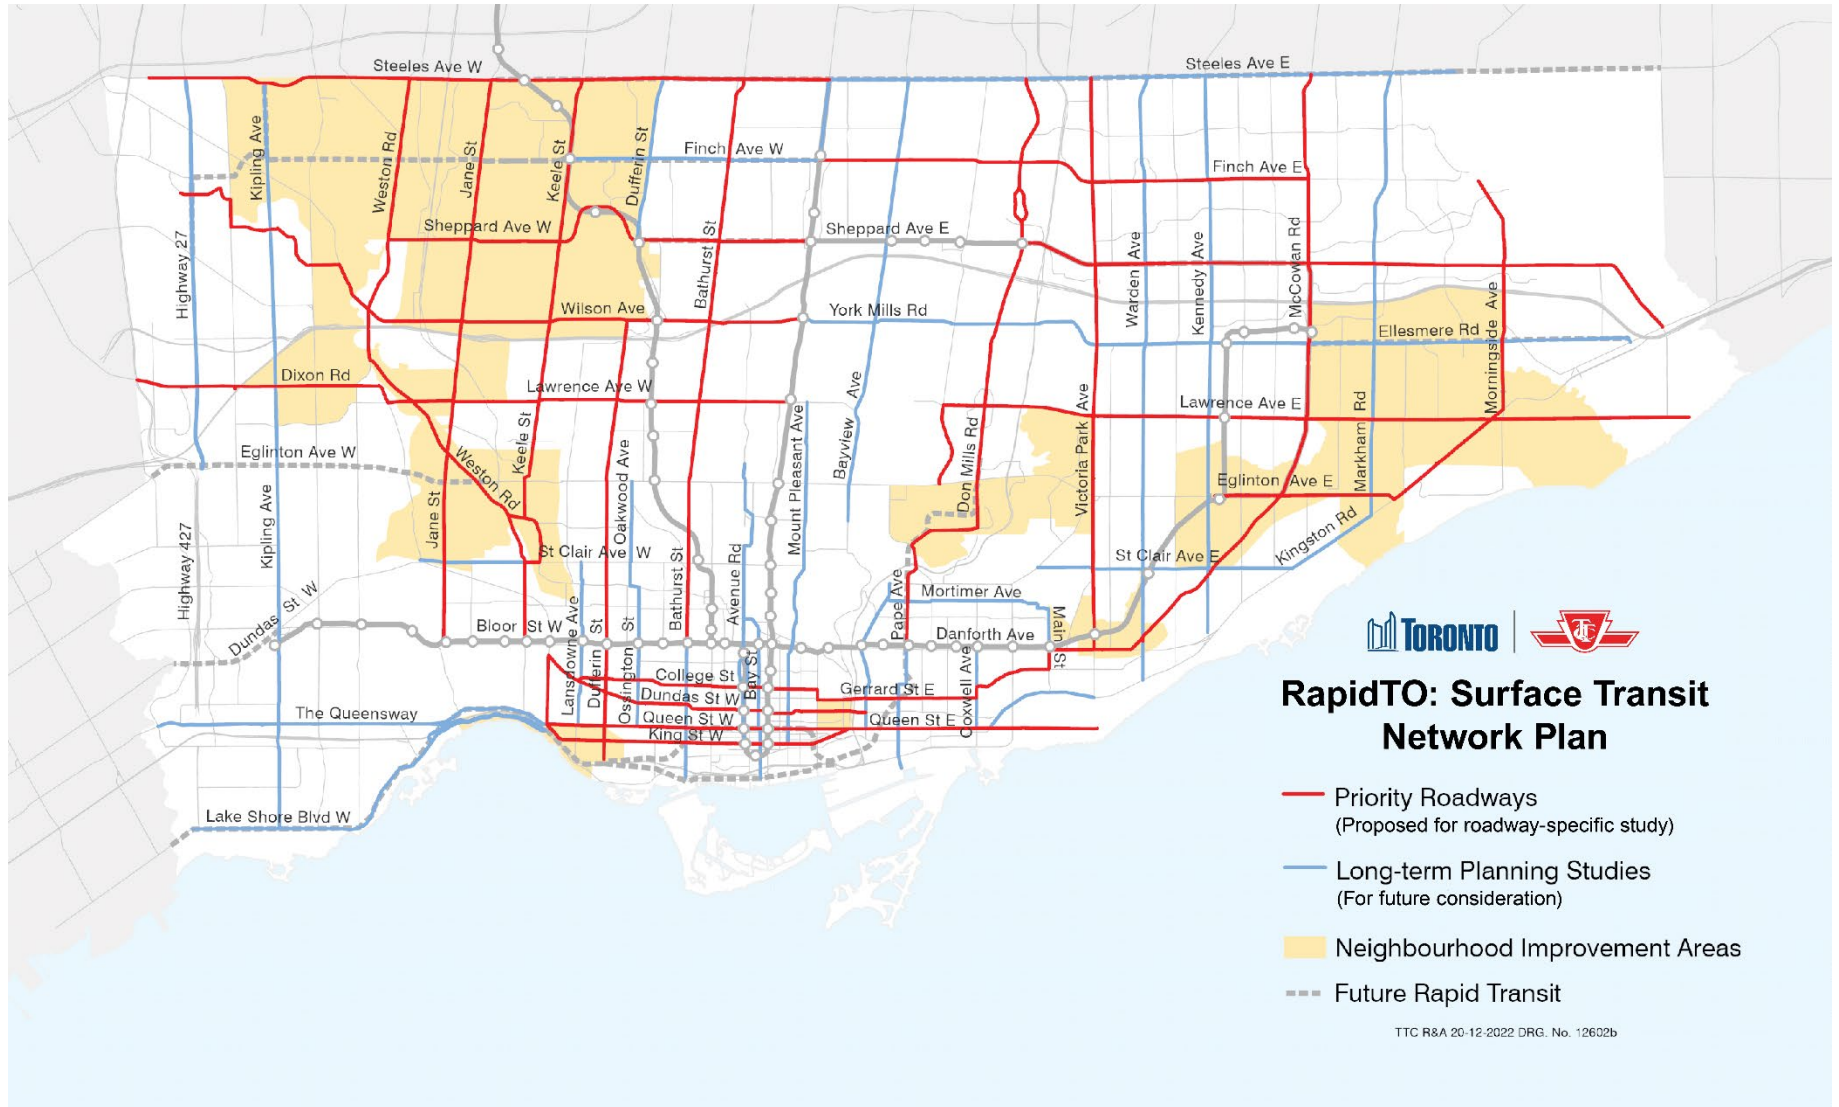 Steeles Ave W
Steeles Ave E
Kipling Ave
Weston Rd
Jane St
Keele St
Dufferin St
Finch Ave W
Finch Ave E
Highway 27
Sheppard Ave W
Bathurst St
Sheppard Ave E
Warden Ave
Kennedy Ave
McCowan Rd
Morningside Ave
Wilson Ave
York Mills Rd
Ellesmere Rd
Dixon Rd
Lawrence Ave W
Lawrence Ave E
Mount Pleasant Ave
Bayview Ave
Don Mills Rd
Victoria Park Ave
Markham Rd
Eglinton Ave W
Weston Rd
Keele St
Oakwood Ave
Eglinton Ave E
Highway 427
Kipling Ave
Jane St
St Clair Ave W
Bathurst St
Avenue Rd
St Clair Ave E
Kingston Rd
Dundas St W
Bloor St W
Lansdowne Ave
Dufferin St
Ossington St
Pape Ave
Mortimer Ave
Danforth Ave
Main St
College St
Bay St
Gerrard St E
Coxwell Ave
Dundas St W
The Queensway
Queen St W
Queen St E
King St W
Lake Shore Blvd W
TORONTO
TTC
RapidTO: Surface Transit
Network Plan
Priority Roadways
(Proposed for roadway-specific study)
Long-term Planning Studies
(For future consideration)
Neighbourhood Improvement Areas
Future Rapid Transit
TTC R&A 20-12-2022 DRG. No. 12602b